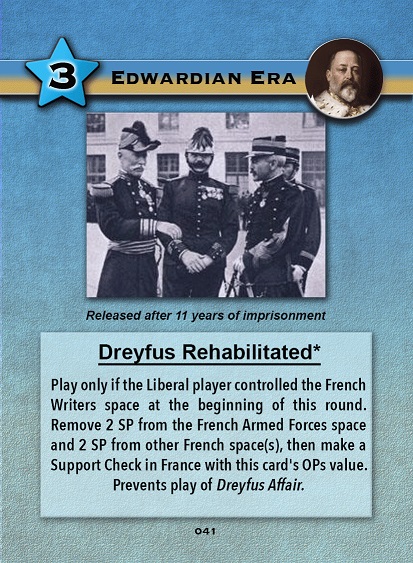 3
EDWARDIAN ERA
Released after 11 years of imprisonment
Dreyfus Rehabilitated*
Play only if the Liberal player controlled the French
Writers space at the beginning of this round.
Remove 2 SP from the French Armed Forces space
and 2 SP from other French space(s), then make a
Support Check in France with this card's OPs value.
Prevents play of Dreyfus Affair.
041